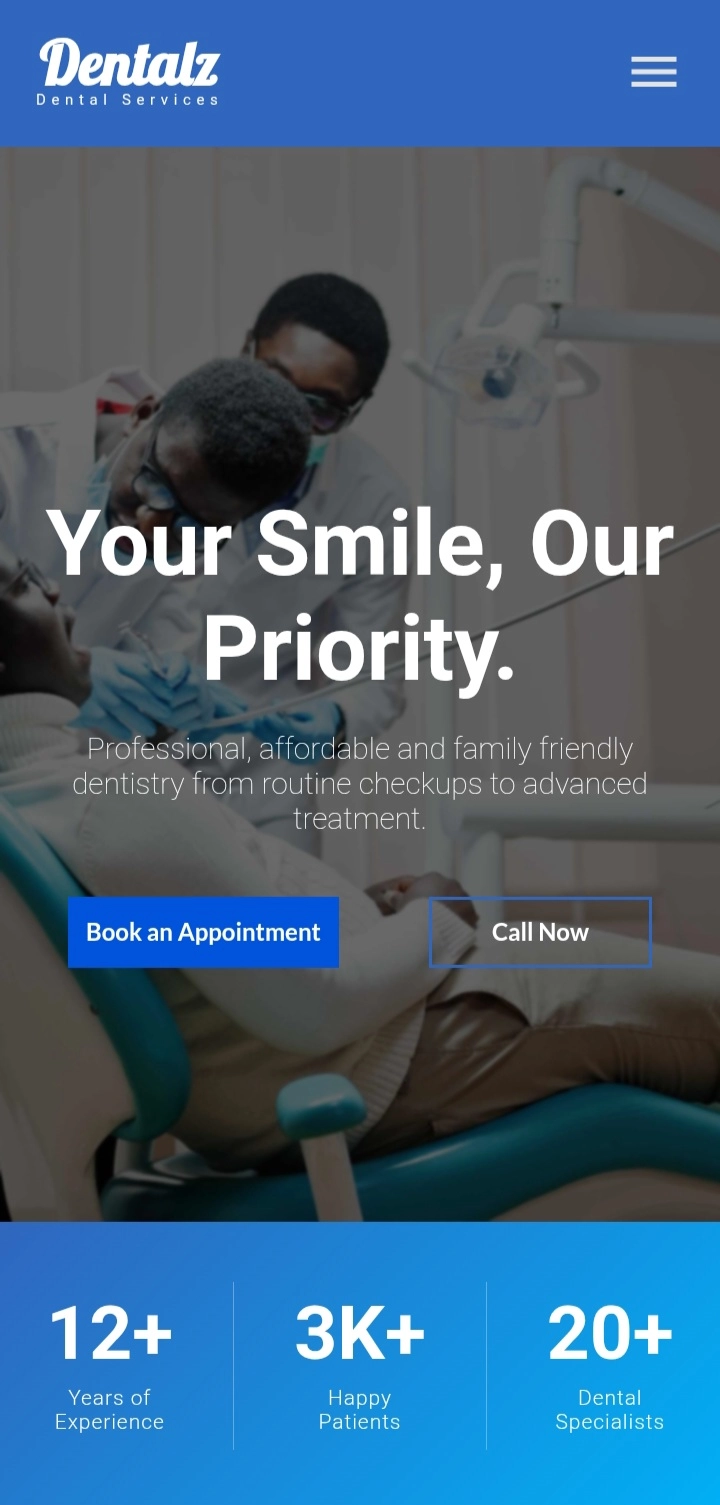 Dentalz
Dental Services
Your Smile, Our
Priority.
Professional, affordable and family friendly
dentistry from routine checkups to advanced
treatment.
Book an Appointment
Call Now
12+
Years of
Experience
3K+
Happy
Patients
20+
Dental
Specialists